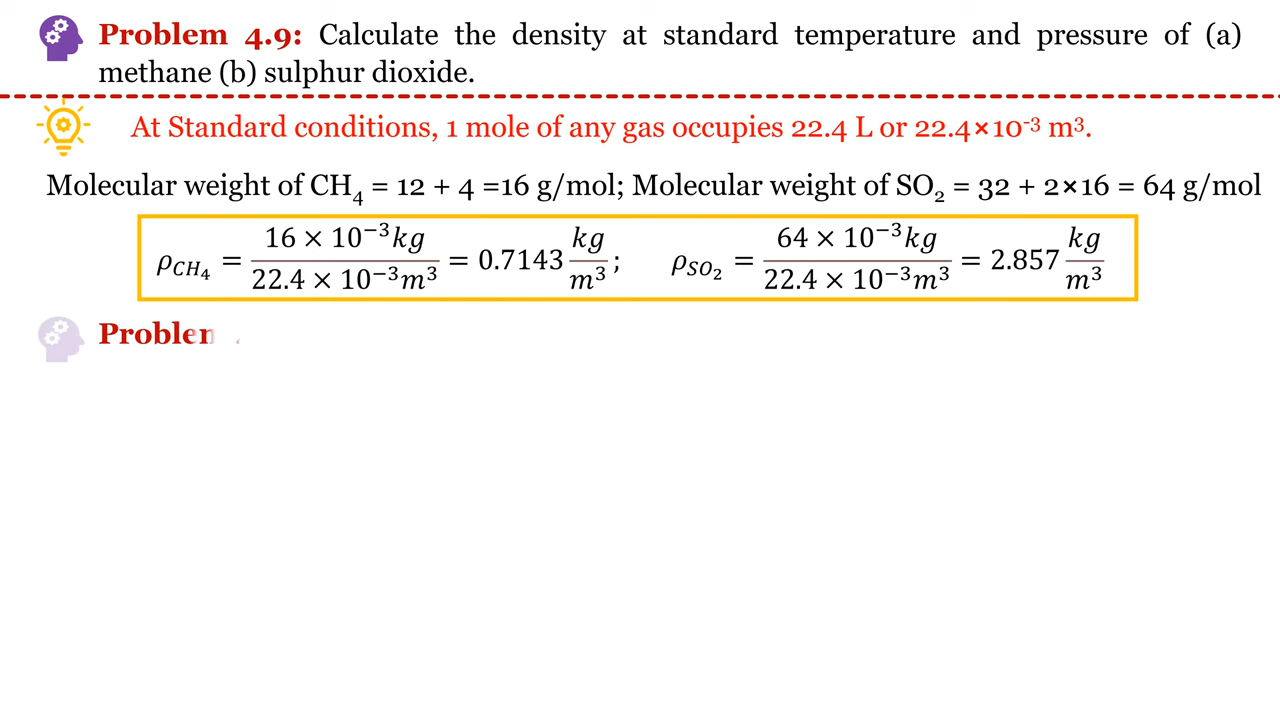 Problem 4.9: Calculate the density at standard temperature and pressure of (a)
methane (b) sulphur dioxide.
At Standard conditions, 1 mole of any gas occupies 22.4 L or 22.4×10⁻³ m³.
Molecular weight of CH₄ = 12 + 4 =16 g/mol; Molecular weight of SO₂ = 32 + 2×16 = 64 g/mol
ρ_CH₄ = (16 × 10⁻³kg)/(22.4 × 10⁻³m³) = 0.7143 kg/m³; ρ_SO₂ = (64 × 10⁻³kg)/(22.4 × 10⁻³m³) = 2.857 kg/m³